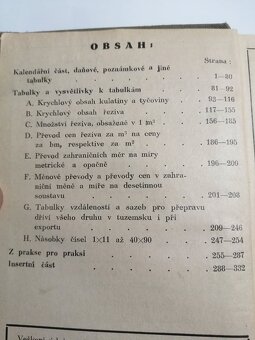 OBSAH:
Strana:
Kalendářní část, daňové, poznámkové a jiné
tabulky 1—80
Tabulky a vysvětlivky k tabulkám 81—92
A. Krychlový obsah kulatiny a tyčoviny 93—116
B. Krychlový obsah řeziva 117—155
C. Množství řeziva, obsažené v 1 m³ 156—185
D. Převod cen řeziva za m³ na ceny
za bm, respektive za m² 186—195
E. Převod zahraničních měr na míry
metrické a opačně 196—200
F. Měnové převody a převody cen v zahra-
niční měně a míře na desetinnou
soustavu 201—208
G. Tabulky vzdáleností a sazeb pro přepravu
dříví všeho druhu v tuzemsku i při
exportu 209—246
H. Násobky čísel 1×11 až 40×90 247—254
Z prakse pro praksi 255—287
Insertní část 288—332